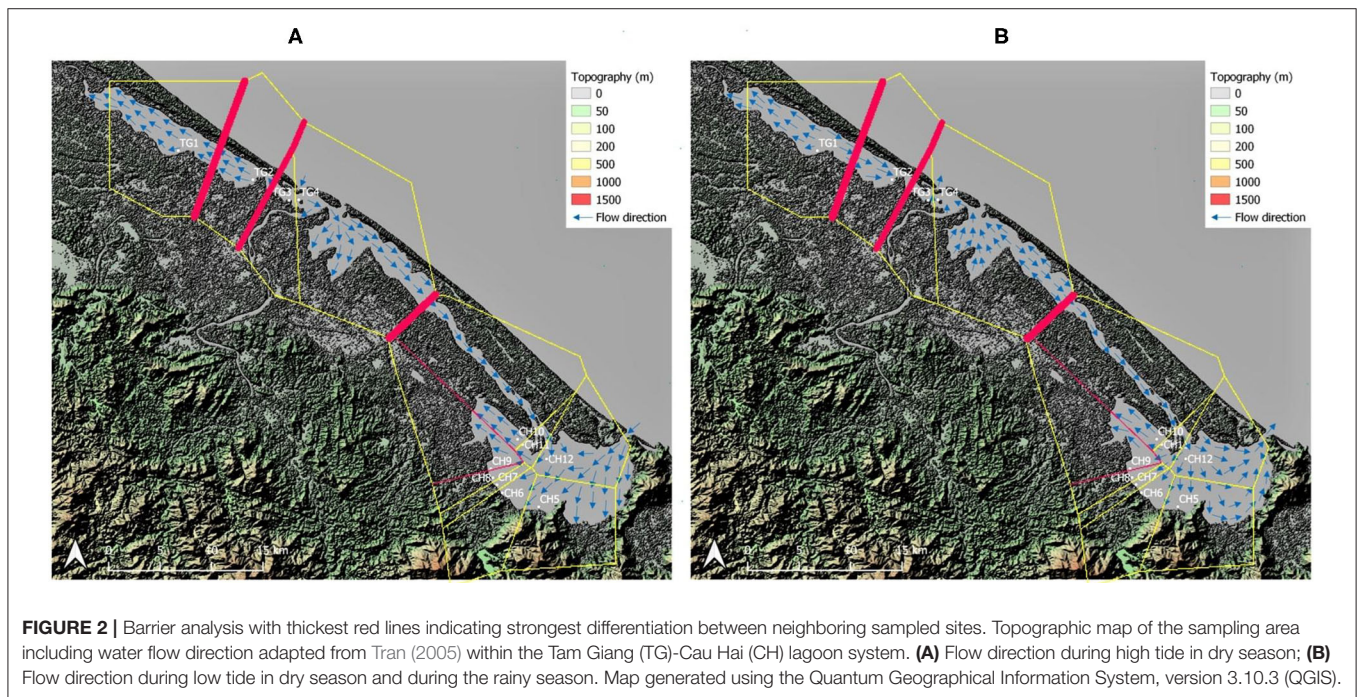 A
B
Topography (m)
0
50
100
200
500
1000
1500
Flow direction
Topography (m)
0
50
100
200
500
1000
1500
Flow direction
TG1
TG2
TG3 TG4
CH10
CH11
CH9
CH12
CH8 CH7
CH6
CH5
0 5 10 15 km
TG1
TG2
TG3 TG4
CH10
CH11
CH9
CH12
CH8 CH7
CH6
CH5
0 5 10 15 km
FIGURE 2 | Barrier analysis with thickest red lines indicating strongest differentiation between neighboring sampled sites. Topographic map of the sampling area
including water flow direction adapted from Tran (2005) within the Tam Giang (TG)-Cau Hai (CH) lagoon system. (A) Flow direction during high tide in dry season; (B)
Flow direction during low tide in dry season and during the rainy season. Map generated using the Quantum Geographical Information System, version 3.10.3 (QGIS).